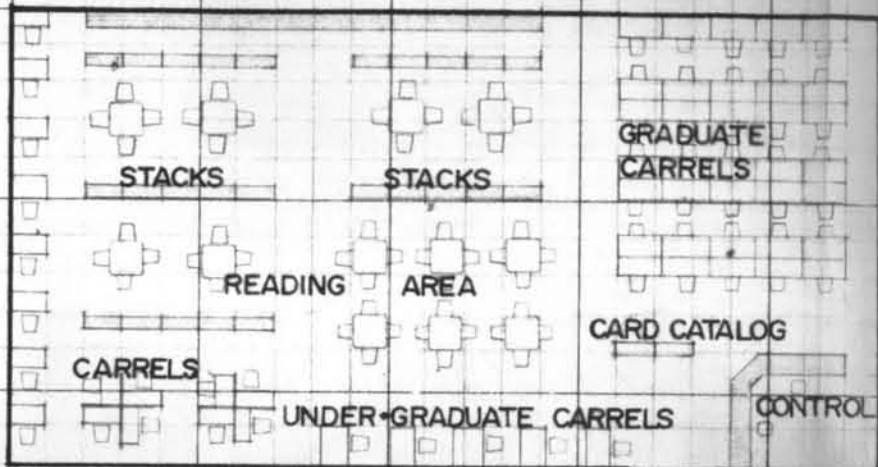 GRADUATE
CARRELS
STACKS
STACKS
READING AREA
CARD CATALOG
CARRELS
UNDER-GRADUATE CARRELS
CONTROL